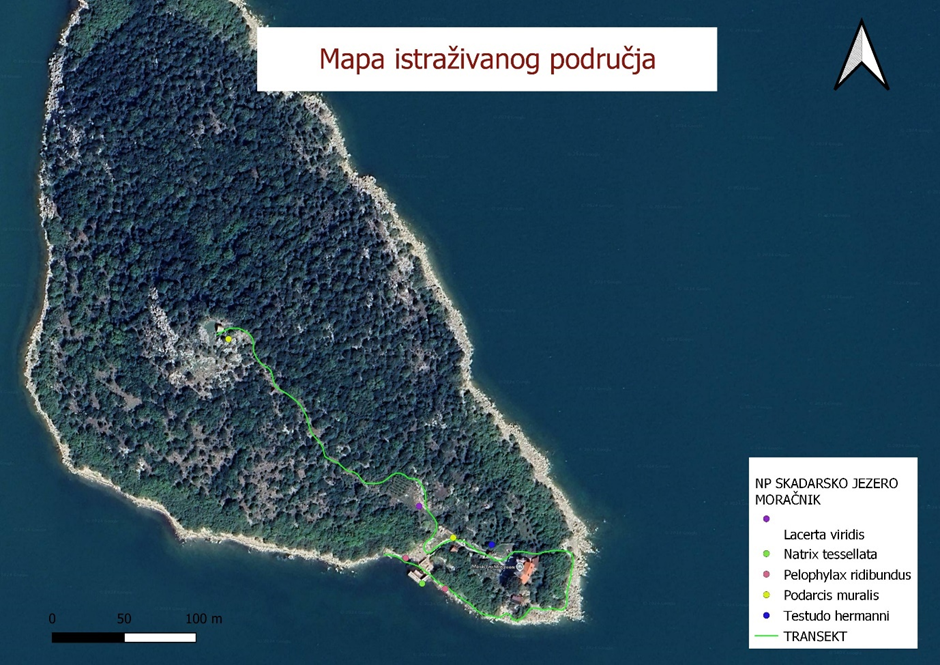 Mapa istraživanog područja
NP SKADARSKO JEZERO
MORAČNIK
Lacerta viridis
Natrix tessellata
Pelophylax ridibundus
Podarcis muralis
Testudo hermanni
TRANSEKT
0 50 100 m